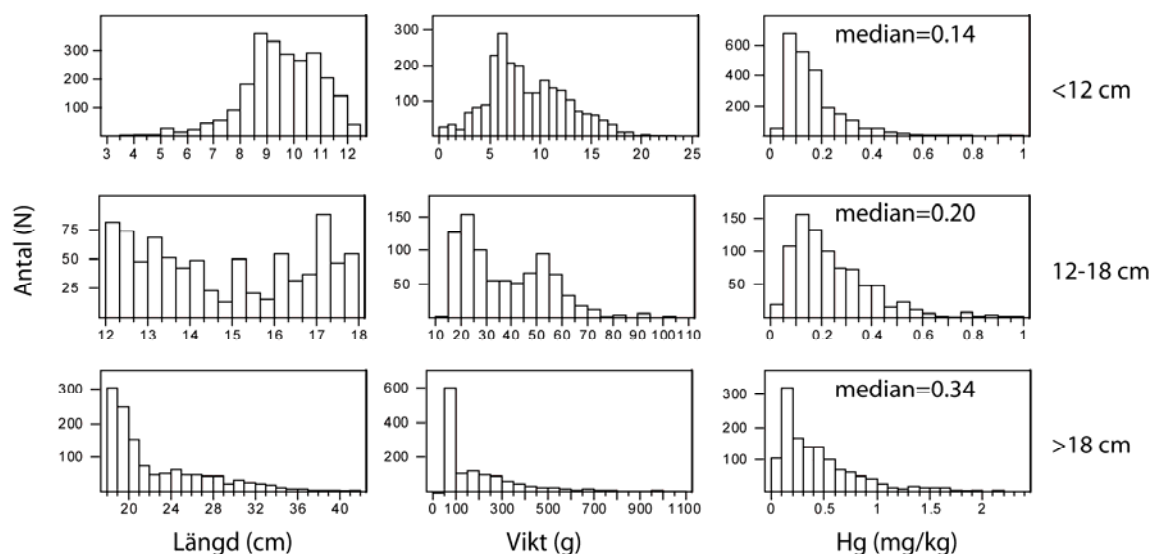 300
200
100
3 4 5 6 7 8 9 10 11 12
300
200
100
0 5 10 15 20 25
median=0.14
600
400
200
0 0.2 0.4 0.6 0.8 1
<12 cm
Antal (N)
75
50
25
12 13 14 15 16 17 18
150
100
50
10 20 30 40 50 60 70 80 90 100 110
median=0.20
150
100
50
0 0.2 0.4 0.6 0.8 1
12-18 cm
300
200
100
20 24 28 32 36 40
Längd (cm)
600
400
200
0 100 300 500 700 900 1100
Vikt (g)
median=0.34
300
200
100
0 0.5 1 1.5 2
Hg (mg/kg)
>18 cm